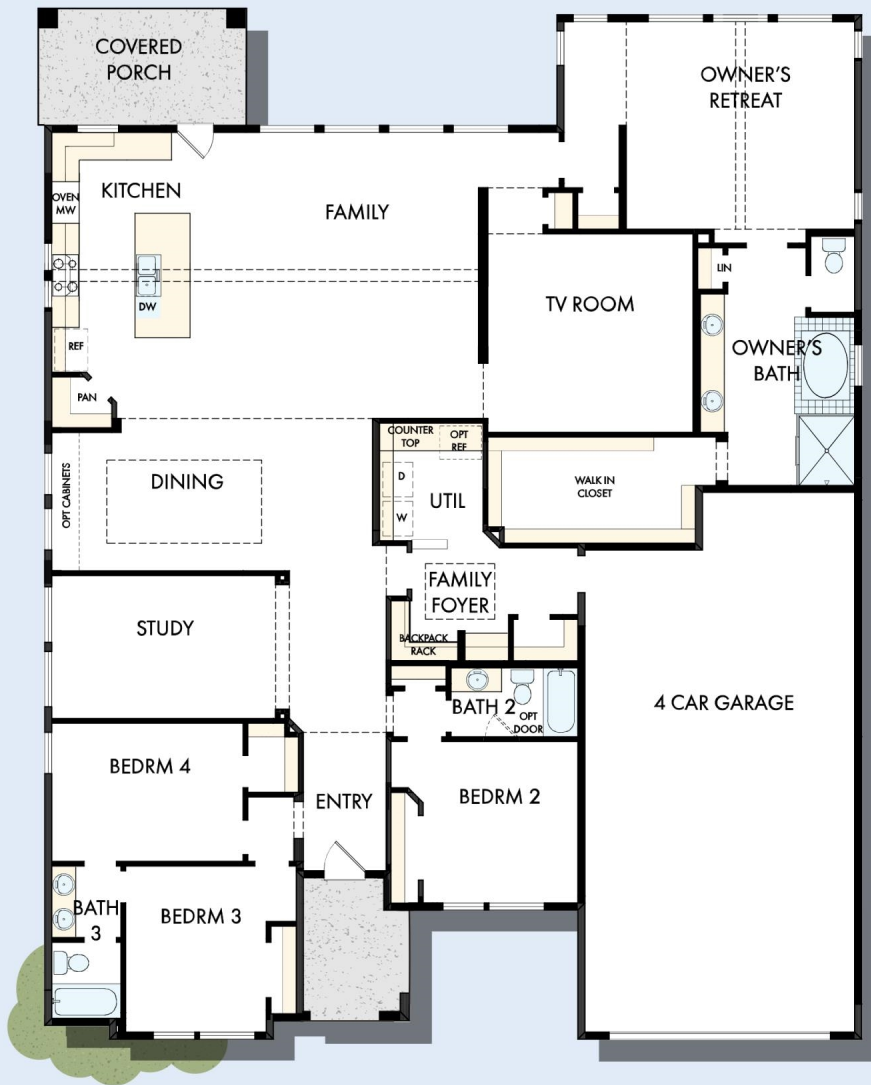 COVERED
PORCH
OWNER'S
RETREAT
OVEN
MW
KITCHEN
FAMILY
LIN
DW
TV ROOM
REF
OWNER'S
BATH
PAN
COUNTER
TOP
OPT
REF
OPT CABINETS
DINING
D
W
UTIL
WALK IN
CLOSET
FAMILY
FOYER
STUDY
BACKPACK
RACK
BATH 2
OPT
DOOR
4 CAR GARAGE
BEDRM 4
ENTRY
BEDRM 2
BATH
3
BEDRM 3